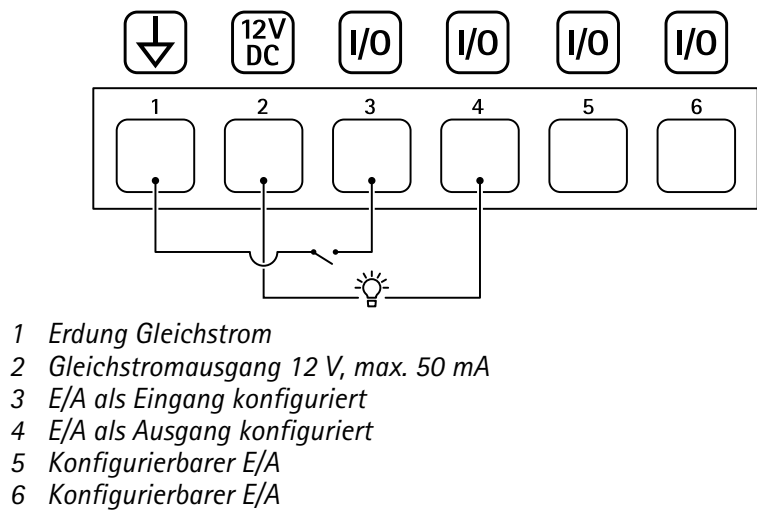 12V DC I/O I/O I/O I/O
1 2 3 4 5 6
1 Erdung Gleichstrom
2 Gleichstromausgang 12 V, max. 50 mA
3 E/A als Eingang konfiguriert
4 E/A als Ausgang konfiguriert
5 Konfigurierbarer E/A
6 Konfigurierbarer E/A